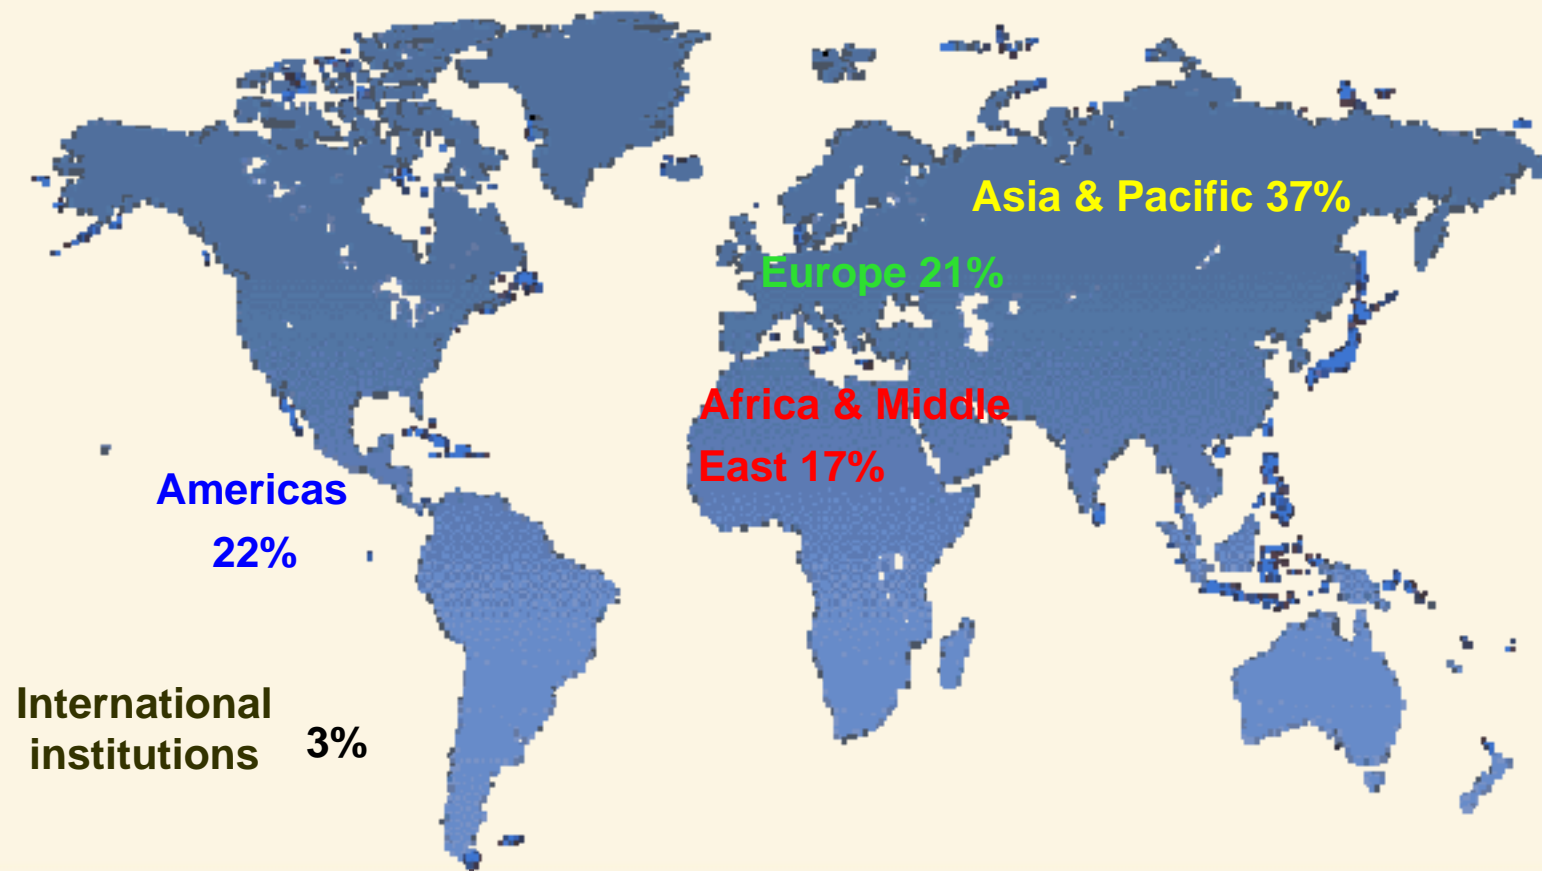 Asia & Pacific 37%
Europe 21%
Africa & Middle
East 17%
Americas
22%
International
institutions
3%